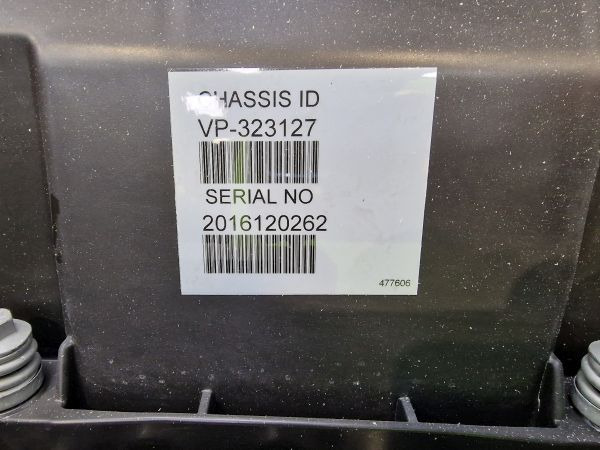 CHASSIS ID
VP-323127
SERIAL NO
2016120262
477606